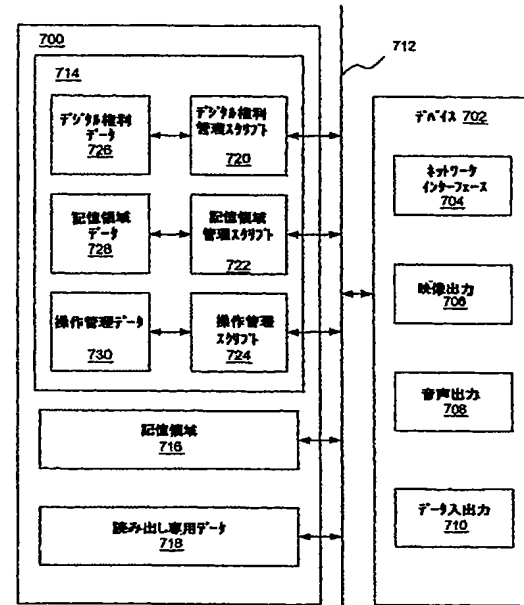 700
712
714
デジタル権利
データ
726
デジタル権利
管理スクリプト
720
記憶領域
データ
728
記憶領域
管理スクリプト
722
操作管理データ
730
操作管理
スクリプト
724
記憶領域
716
読み出し専用データ
718
デバイス 702
ネットワーク
インターフェース
704
映像出力
706
音声出力
708
データ入出力
710